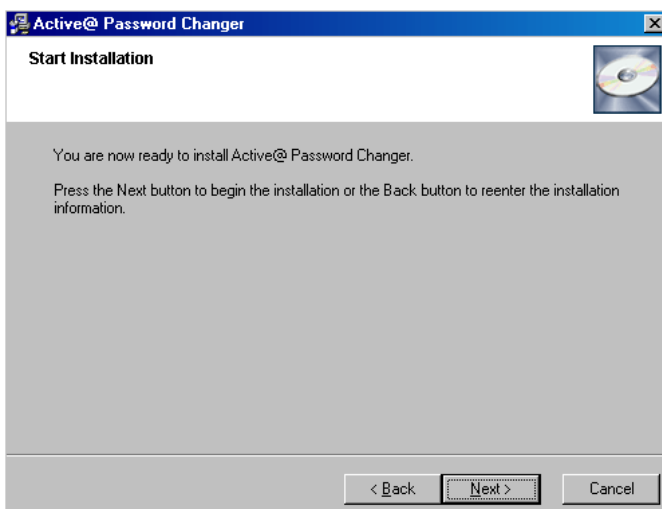 Active@ Password Changer
Start Installation
You are now ready to install Active@ Password Changer.
Press the Next button to begin the installation or the Back button to reenter the installation
information.
< Back
Next >
Cancel